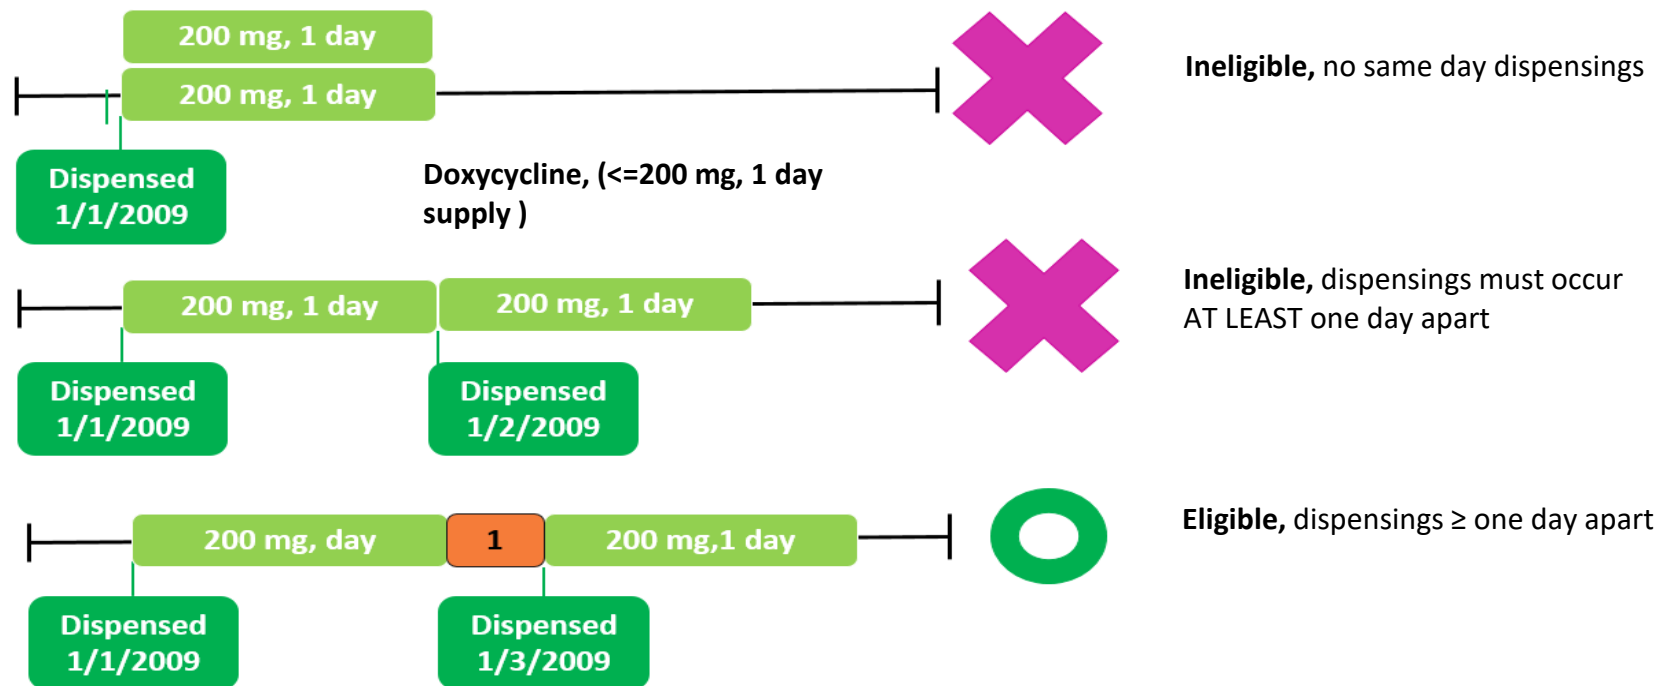 200 mg, 1 day
200 mg, 1 day
Ineligible, no same day dispensings
Dispensed
1/1/2009
Doxycycline, (<=200 mg, 1 day
supply )
200 mg, 1 day
200 mg, 1 day
Ineligible, dispensings must occur
AT LEAST one day apart
Dispensed
1/1/2009
Dispensed
1/2/2009
200 mg, day
1
200 mg,1 day
Eligible, dispensings ≥ one day apart
Dispensed
1/1/2009
Dispensed
1/3/2009